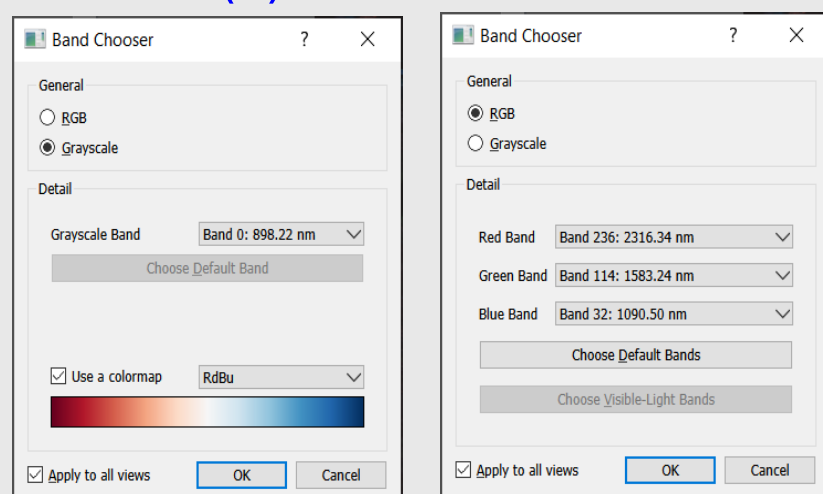 Band Chooser ? ×
General
RGB
Grayscale
Detail
Grayscale Band Band 0: 898.22 nm
Choose Default Band
Use a colormap RdBu
Apply to all views OK Cancel
Band Chooser ? ×
General
RGB
Grayscale
Detail
Red Band Band 236: 2316.34 nm
Green Band Band 114: 1583.24 nm
Blue Band Band 32: 1090.50 nm
Choose Default Bands
Choose Visible-Light Bands
Apply to all views OK Cancel